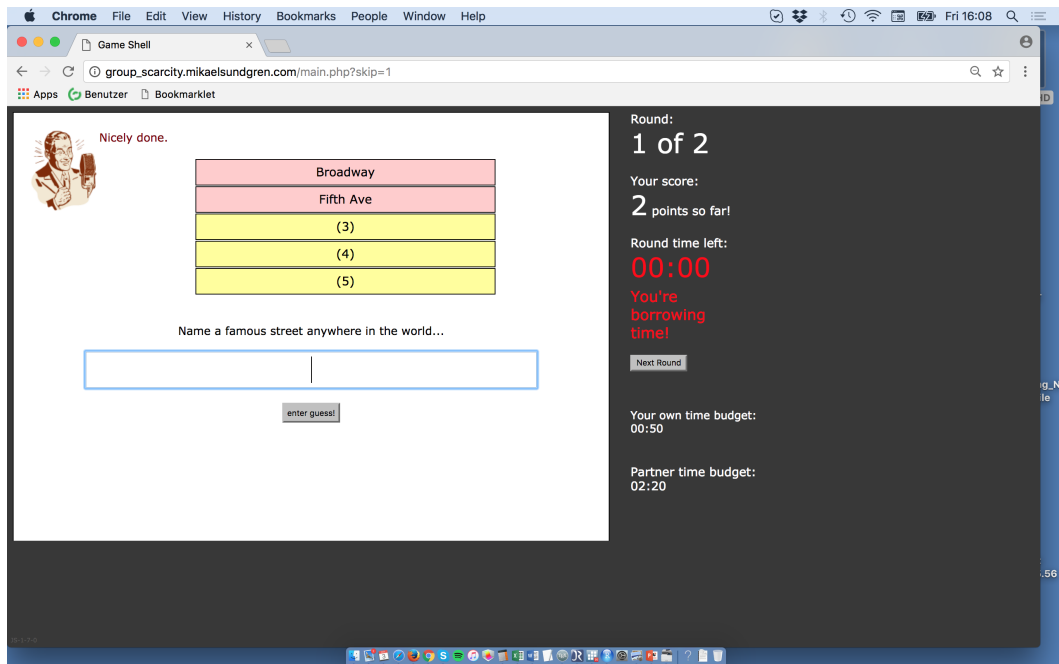 Chrome File Edit View History Bookmarks People Window Help Fri 16:08
Game Shell
group_scarcity.mikaelsundgren.com/main.php?skip=1
Apps Benutzer Bookmarklet
Nicely done.
Broadway
Fifth Ave
(3)
(4)
(5)
Name a famous street anywhere in the world...
enter guess!
Round:
1 of 2
Your score:
2 points so far!
Round time left:
00:00
You're
borrowing
time!
Next Round
Your own time budget:
00:50
Partner time budget:
02:20